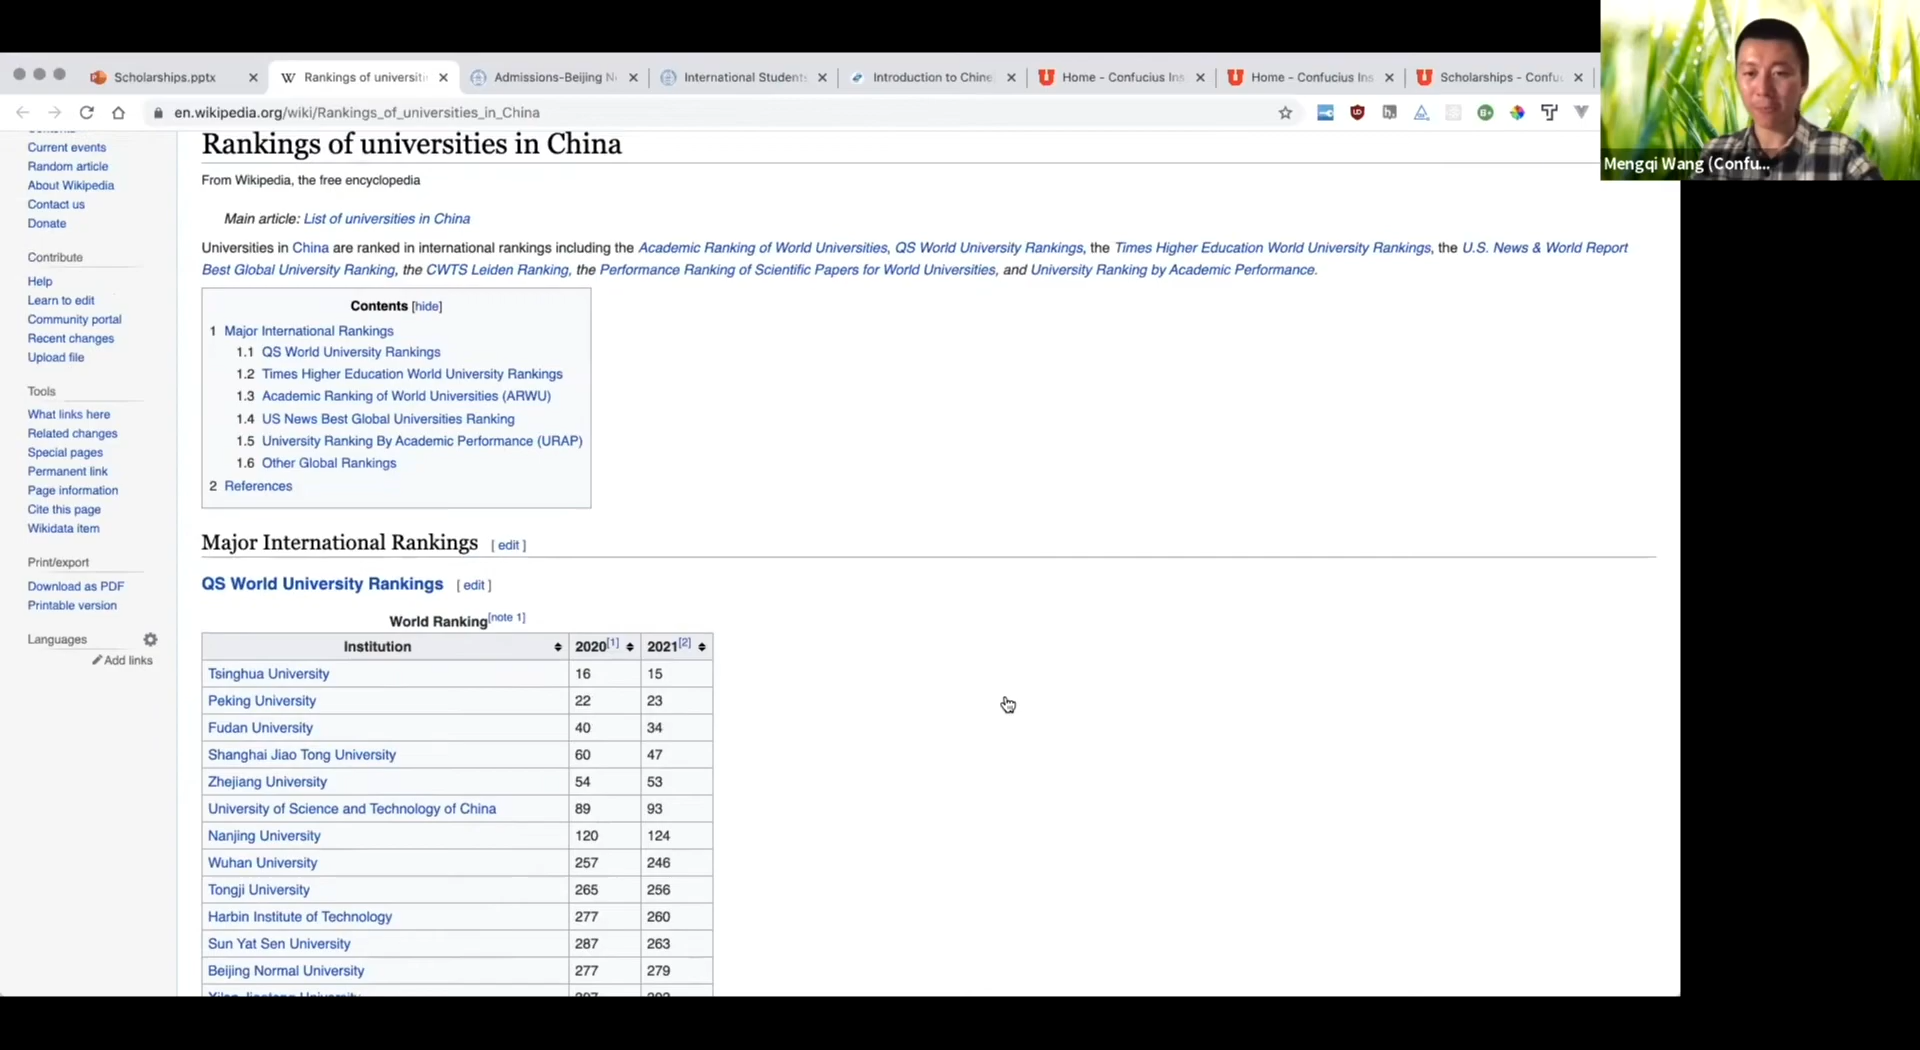 Scholarships.pptx
Rankings of universiti
Admissions-Beijing N
International Student
Introduction to Chine
Home - Confucius Ins
Home - Confucius Ins
Scholarships - Confu
en.wikipedia.org/wiki/Rankings_of_universities_in_China
Mengqi Wang (Confu...
Current events
Random article
About Wikipedia
Contact us
Donate
Contribute
Help
Learn to edit
Community portal
Recent changes
Upload file
Tools
What links here
Related changes
Special pages
Permanent link
Page information
Cite this page
Wikidata item
Print/export
Download as PDF
Printable version
Languages
Add links
Rankings of universities in China
From Wikipedia, the free encyclopedia
Main article: List of universities in China
Universities in China are ranked in international rankings including the Academic Ranking of World Universities, QS World University Rankings, the Times Higher Education World University Rankings, the U.S. News & World Report
Best Global University Ranking, the CWTS Leiden Ranking, the Performance Ranking of Scientific Papers for World Universities, and University Ranking by Academic Performance.
Contents [hide]
1 Major International Rankings
1.1 QS World University Rankings
1.2 Times Higher Education World University Rankings
1.3 Academic Ranking of World Universities (ARWU)
1.4 US News Best Global Universities Ranking
1.5 University Ranking By Academic Performance (URAP)
1.6 Other Global Rankings
2 References
Major International Rankings [ edit ]
QS World University Rankings [ edit ]
World Ranking[note 1]
Institution 2020[1] 2021[2]
Tsinghua University 16 15
Peking University 22 23
Fudan University 40 34
Shanghai Jiao Tong University 60 47
Zhejiang University 54 53
University of Science and Technology of China 89 93
Nanjing University 120 124
Wuhan University 257 246
Tongji University 265 256
Harbin Institute of Technology 277 260
Sun Yat Sen University 287 263
Beijing Normal University 277 279